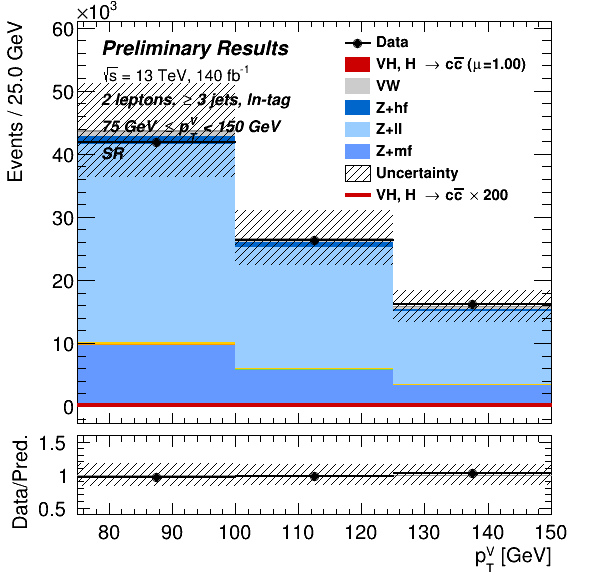 ×10³
60
50
40
30
20
10
0
Events / 25.0 GeV
Preliminary Results
√s = 13 TeV, 140 fb⁻¹
2 leptons, ≥ 3 jets, ln-tag
75 GeV ≤ p_T^V < 150 GeV
SR
Data
VH, H → cc̅ (μ=1.00)
VW
Z+hf
Z+ll
Z+mf
Uncertainty
VH, H → cc̅ × 200
1.5
1
0.5
Data/Pred.
80 90 100 110 120 130 140 150
p_T^V [GeV]